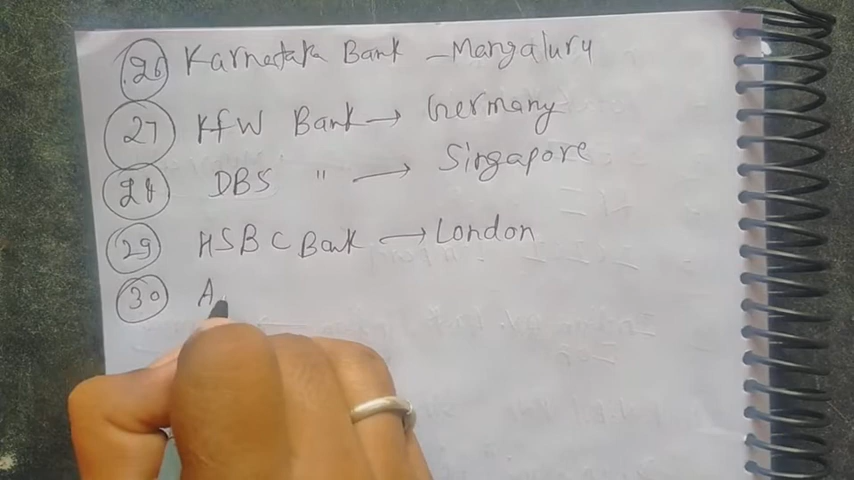 26 Karnataka Bank - Mangaluru
27 KfW Bank → Germany
28 DBS " → Singapore
29 HSBC Bank → London
30 A